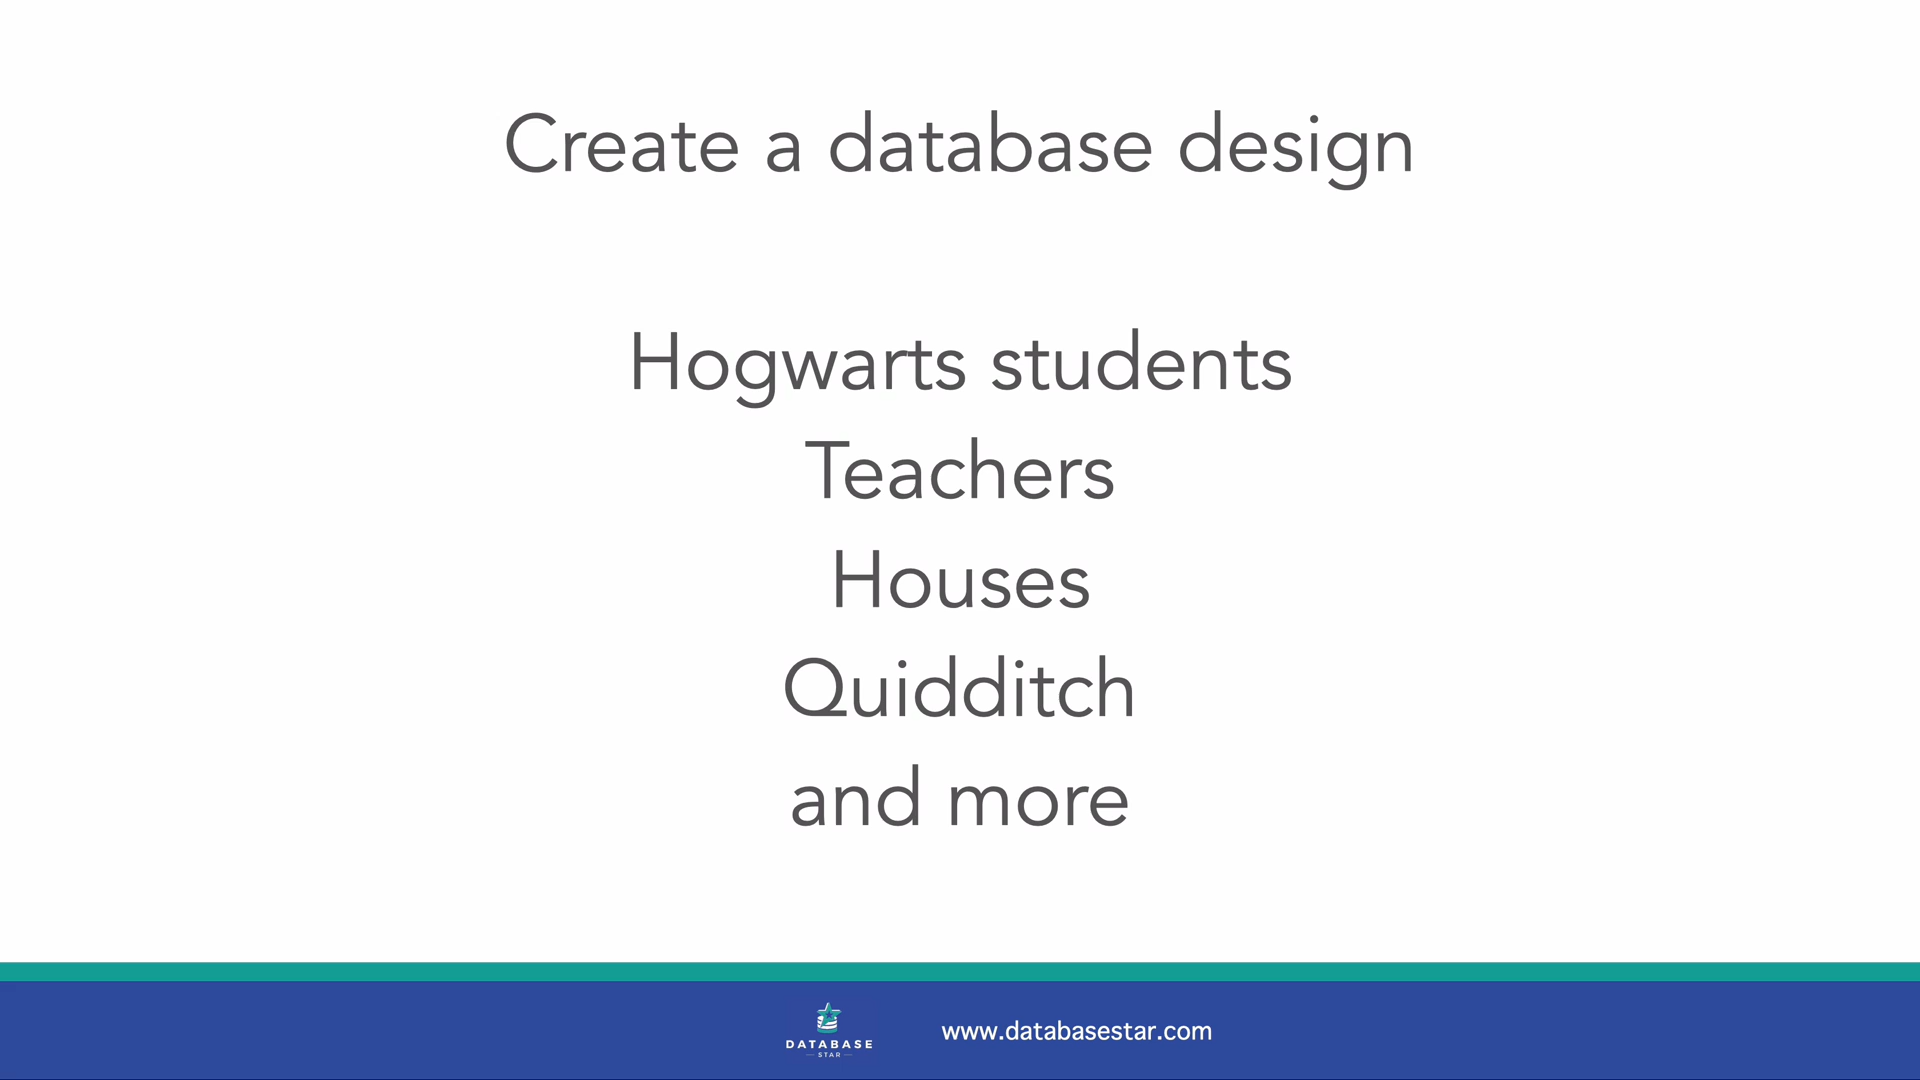 Create a database design
Hogwarts students
Teachers
Houses
Quidditch
and more
DATABASE
STAR
www.databasestar.com